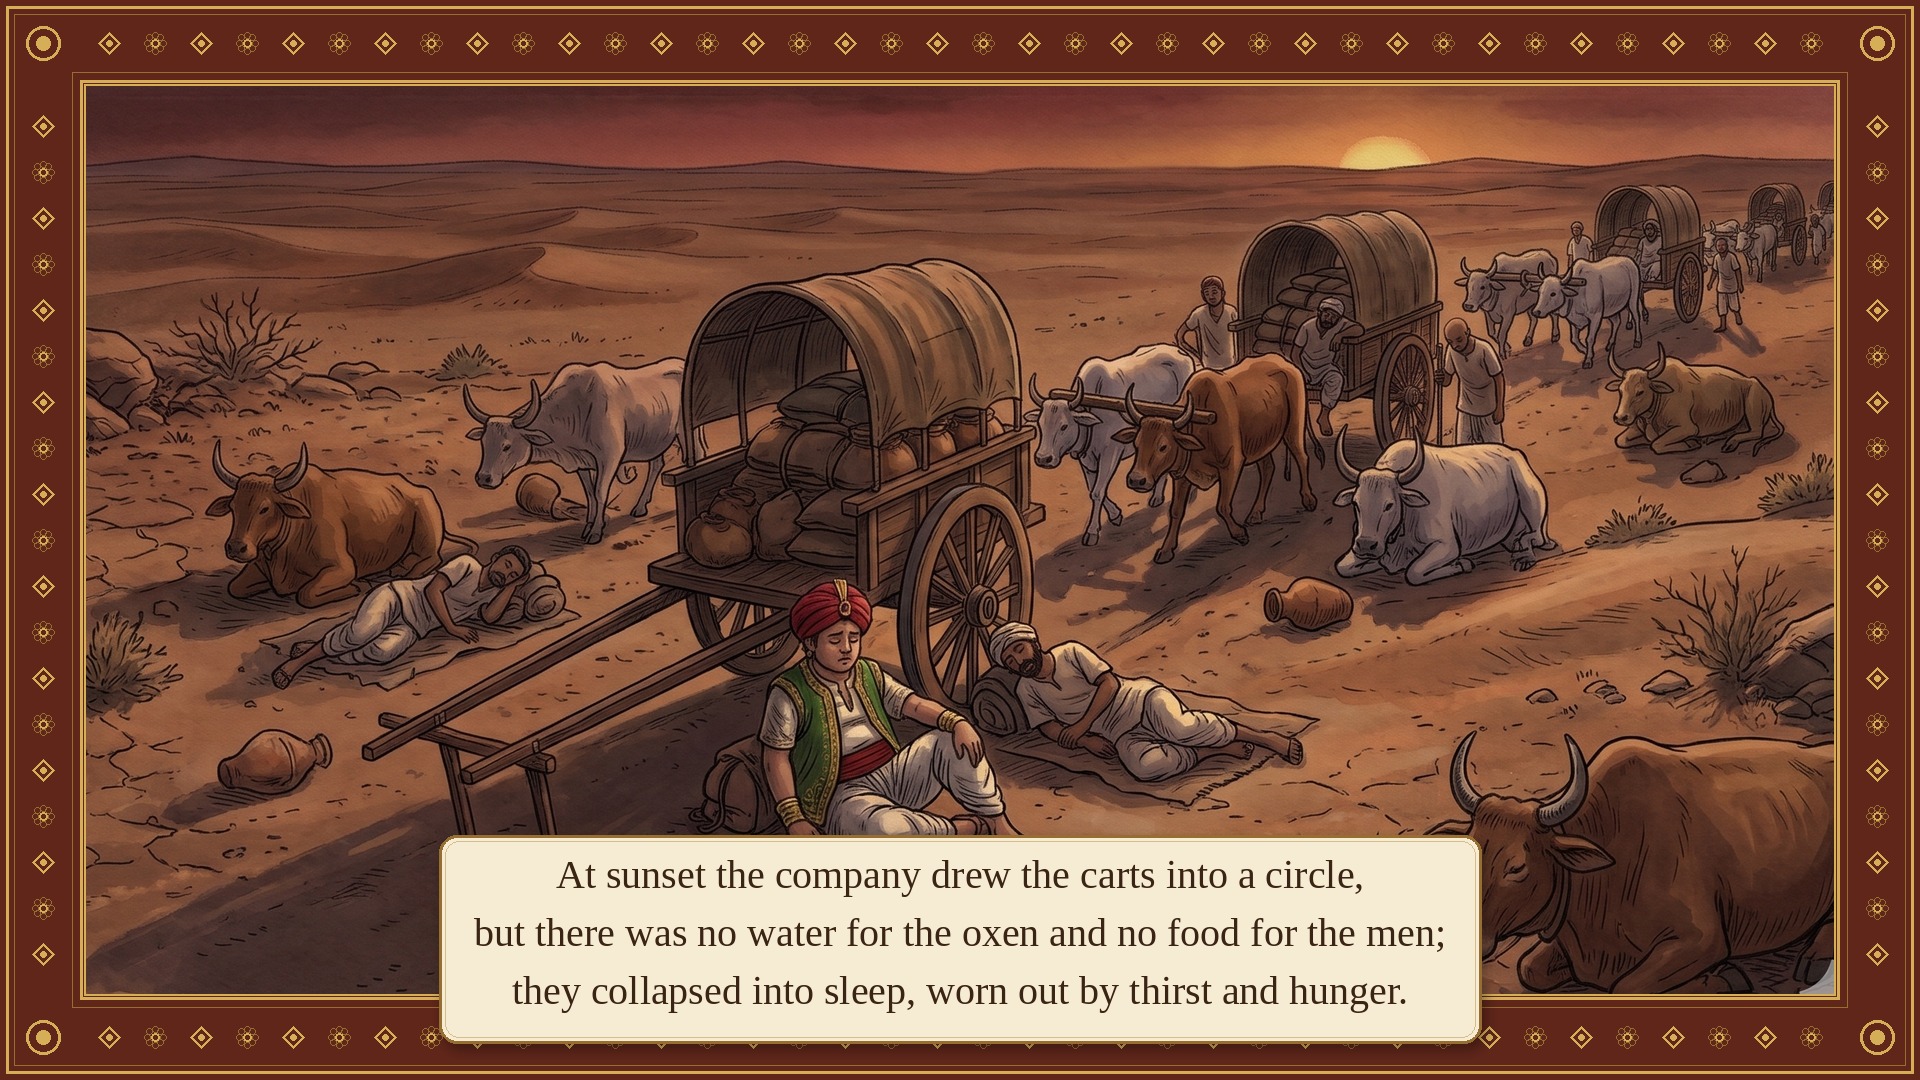 At sunset the company drew the carts into a circle,
but there was no water for the oxen and no food for the men;
they collapsed into sleep, worn out by thirst and hunger.